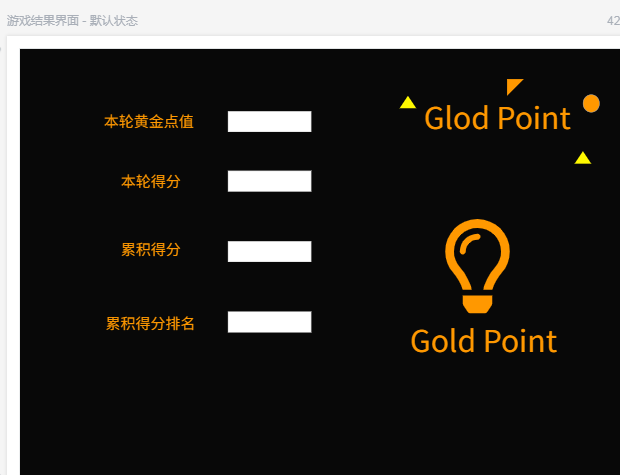 游戏结果界面 - 默认状态
42
本轮黄金点值
Glod Point
本轮得分
累积得分
累积得分排名
Gold Point